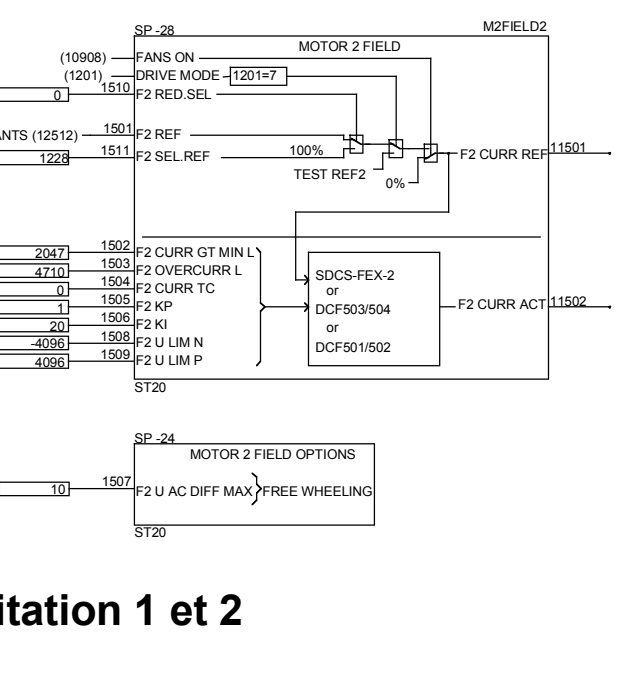 SP -28 M2FIELD2
MOTOR 2 FIELD
(10908) FANS ON
(1201) DRIVE MODE 1201=7
0 1510 F2 RED.SEL
ANTS (12512) 1501 F2 REF
1228 1511 F2 SEL.REF 100%
TEST REF2
0%
F2 CURR REF 11501
2047 1502 F2 CURR GT MIN L
4710 1503 F2 OVERCURR L
0 1504 F2 CURR TC
1 1505 F2 KP
20 1506 F2 KI
-4096 1508 F2 U LIM N
4096 1509 F2 U LIM P
SDCS-FEX-2
or
DCF503/504
or
DCF501/502
F2 CURR ACT 11502
ST20
SP -24
MOTOR 2 FIELD OPTIONS
10 1507 F2 U AC DIFF MAX FREE WHEELING
ST20
itation 1 et 2